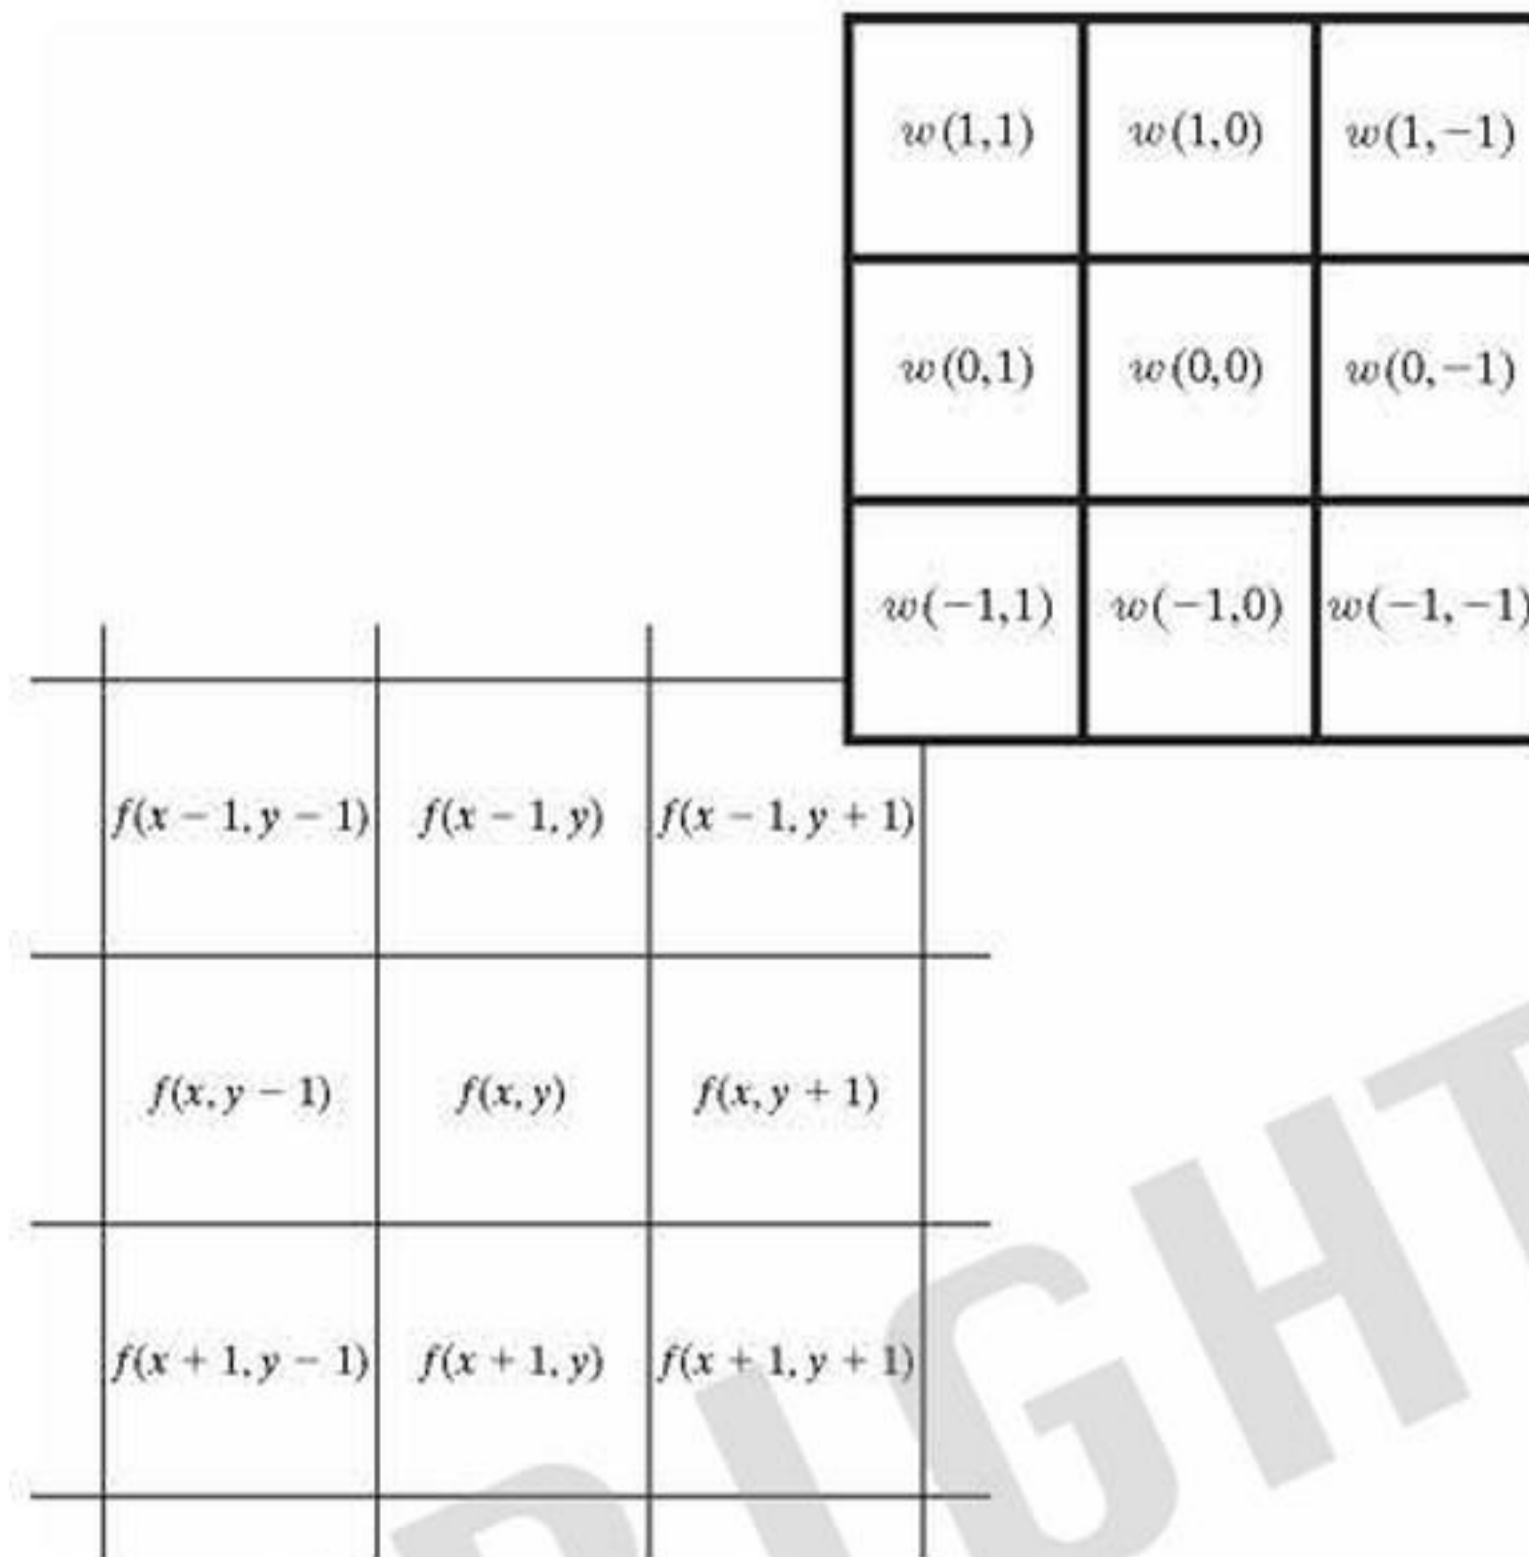 w(1,1) w(1,0) w(1,−1)
w(0,1) w(0,0) w(0,−1)
w(−1,1) w(−1,0) w(−1,−1)
f(x − 1, y − 1) f(x − 1, y) f(x − 1, y + 1)
f(x, y − 1) f(x, y) f(x, y + 1)
f(x + 1, y − 1) f(x + 1, y) f(x + 1, y + 1)
RIGHT